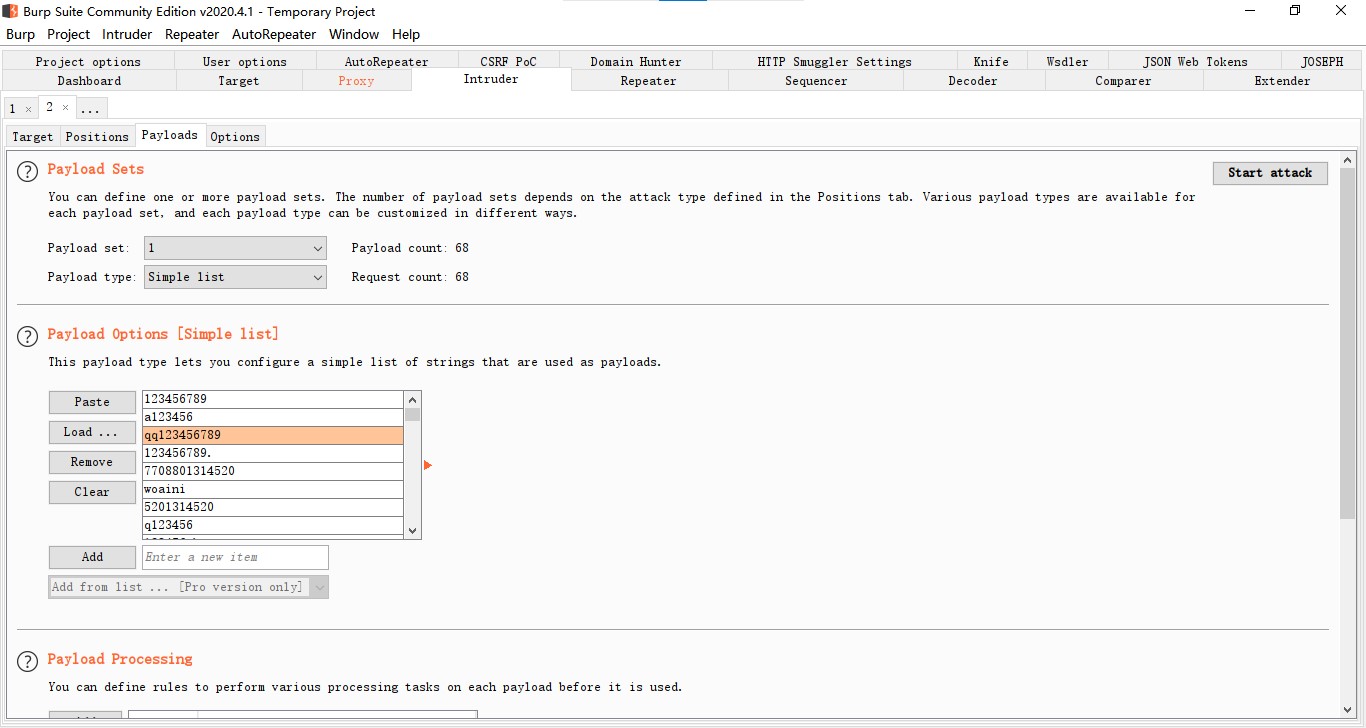 Burp Suite Community Edition v2020.4.1 - Temporary Project
Burp Project Intruder Repeater AutoRepeater Window Help
Project options User options AutoRepeater CSRF PoC Domain Hunter HTTP Smuggler Settings Knife Wsdler JSON Web Tokens JOSEPH
Dashboard Target Proxy Intruder Repeater Sequencer Decoder Comparer Extender
1 × 2 × ...
Target Positions Payloads Options
? Payload Sets
Start attack
You can define one or more payload sets. The number of payload sets depends on the attack type defined in the Positions tab. Various payload types are available for
each payload set, and each payload type can be customized in different ways.
Payload set: 1 Payload count: 68
Payload type: Simple list Request count: 68
? Payload Options [Simple list]
This payload type lets you configure a simple list of strings that are used as payloads.
Paste
Load ...
Remove
Clear
123456789
a123456
qq123456789
123456789.
7708801314520
woaini
5201314520
q123456
Add Enter a new item
Add from list ... [Pro version only]
? Payload Processing
You can define rules to perform various processing tasks on each payload before it is used.